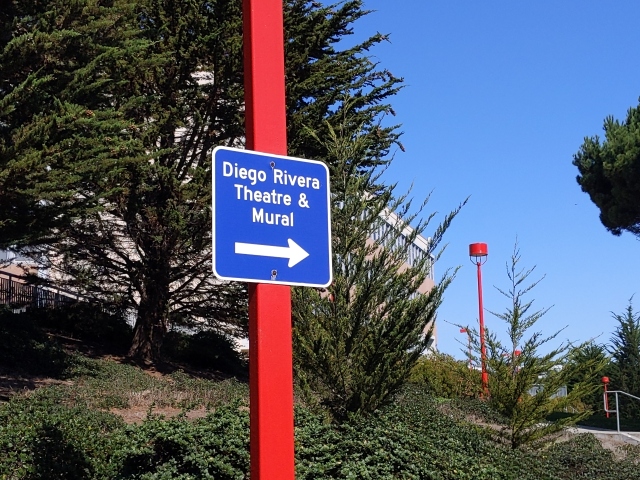 Diego Rivera
Theatre &
Mural